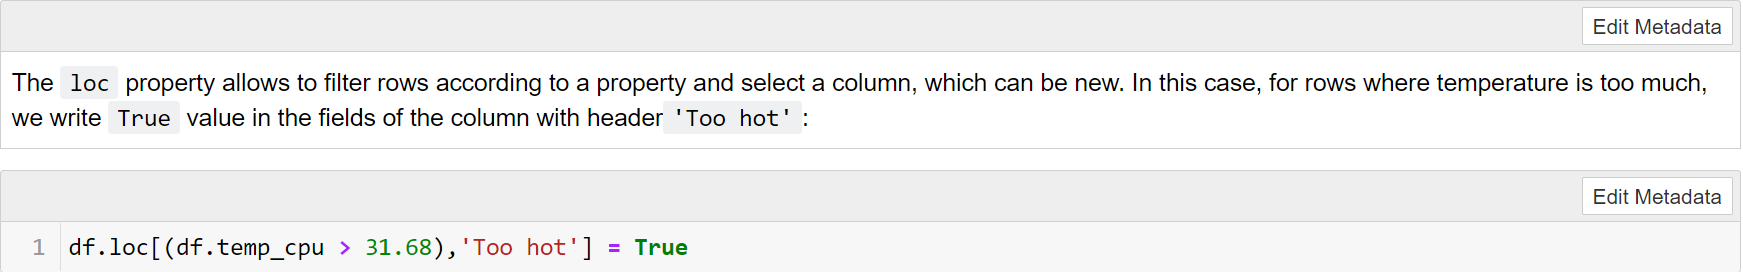 Edit Metadata
The loc property allows to filter rows according to a property and select a column, which can be new. In this case, for rows where temperature is too much,
we write True value in the fields of the column with header 'Too hot' :
Edit Metadata
1 df.loc[(df.temp_cpu > 31.68),'Too hot'] = True